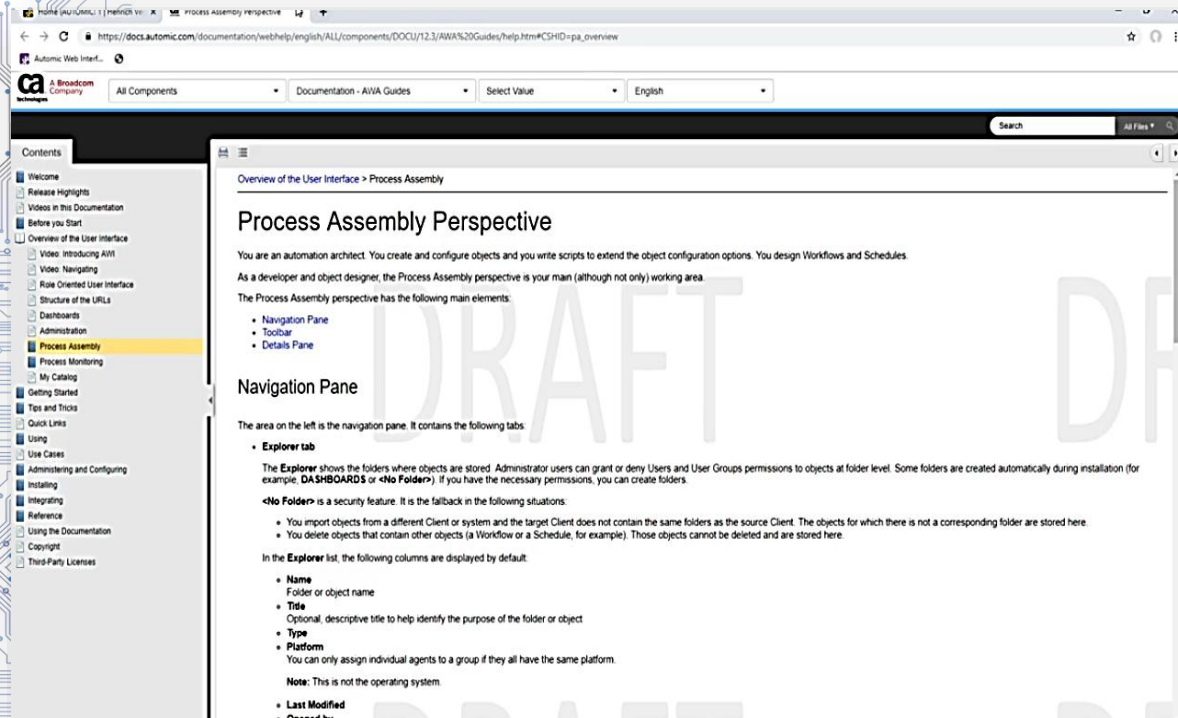 Home (AUTOMIC: 1 | Henrich
Process Assembly Perspective
https://docs.automic.com/documentation/webhelp/english/ALL/components/DOCU/12.3/AWA%20Guides/help.htm#CSHID=pa_overview
Automic Web Interf...
ca technologies A Broadcom Company
All Components
Documentation - AWA Guides
Select Value
English
Search
All Files
Contents
Welcome
Release Highlights
Videos in this Documentation
Before you Start
Overview of the User Interface
Video: Introducing AWI
Video: Navigating
Role Oriented User Interface
Structure of the URLs
Dashboards
Administration
Process Assembly
Process Monitoring
My Catalog
Getting Started
Tips and Tricks
Quick Links
Using
Use Cases
Administering and Configuring
Installing
Integrating
Reference
Using the Documentation
Copyright
Third-Party Licenses
Overview of the User Interface > Process Assembly
Process Assembly Perspective
You are an automation architect. You create and configure objects and you write scripts to extend the object configuration options. You design Workflows and Schedules.
As a developer and object designer, the Process Assembly perspective is your main (although not only) working area.
The Process Assembly perspective has the following main elements:
• Navigation Pane
• Toolbar
• Details Pane
DRAFT
DR
Navigation Pane
The area on the left is the navigation pane. It contains the following tabs:
• Explorer tab
The Explorer shows the folders where objects are stored. Administrator users can grant or deny Users and User Groups permissions to objects at folder level. Some folders are created automatically during installation (for
example, DASHBOARDS or <No Folder>). If you have the necessary permissions, you can create folders.
<No Folder> is a security feature. It is the fallback in the following situations:
• You import objects from a different Client or system and the target Client does not contain the same folders as the source Client. The objects for which there is not a corresponding folder are stored here.
• You delete objects that contain other objects (a Workflow or a Schedule, for example). Those objects cannot be deleted and are stored here.
In the Explorer list, the following columns are displayed by default:
• Name
Folder or object name
• Title
Optional, descriptive title to help identify the purpose of the folder or object
• Type
• Platform
You can only assign individual agents to a group if they all have the same platform.
Note: This is not the operating system.
• Last Modified
• Opened by